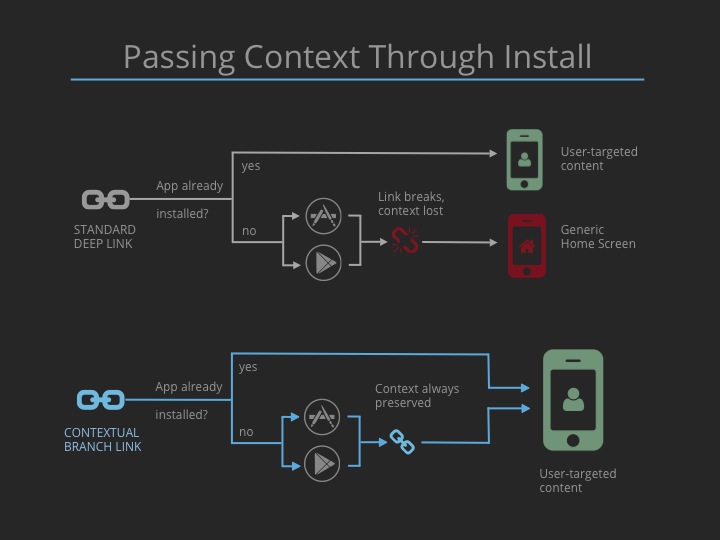 Passing Context Through Install
yes
User-targeted
content
App already
installed?
Link breaks,
context lost
STANDARD
DEEP LINK
no
Generic
Home Screen
yes
App already
installed?
Context always
preserved
no
CONTEXTUAL
BRANCH LINK
User-targeted
content